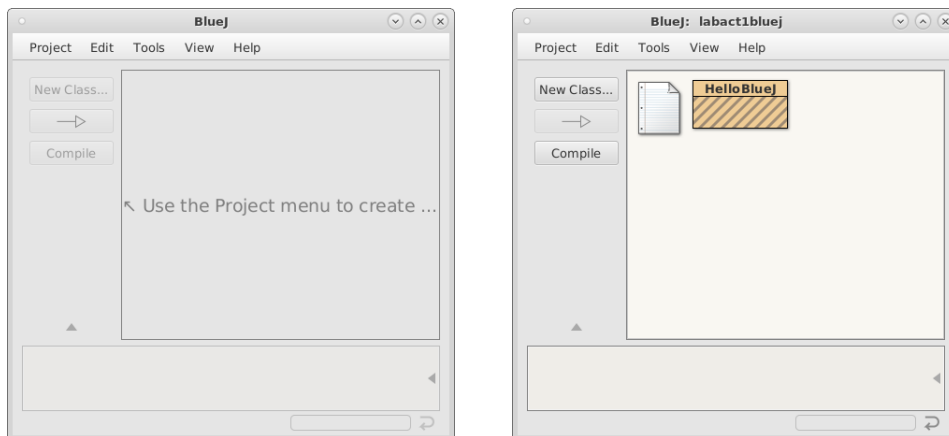 BlueJ
Project Edit Tools View Help
New Class...
Compile
↖ Use the Project menu to create ...
BlueJ: labact1bluej
Project Edit Tools View Help
New Class...
Compile
HelloBlueJ